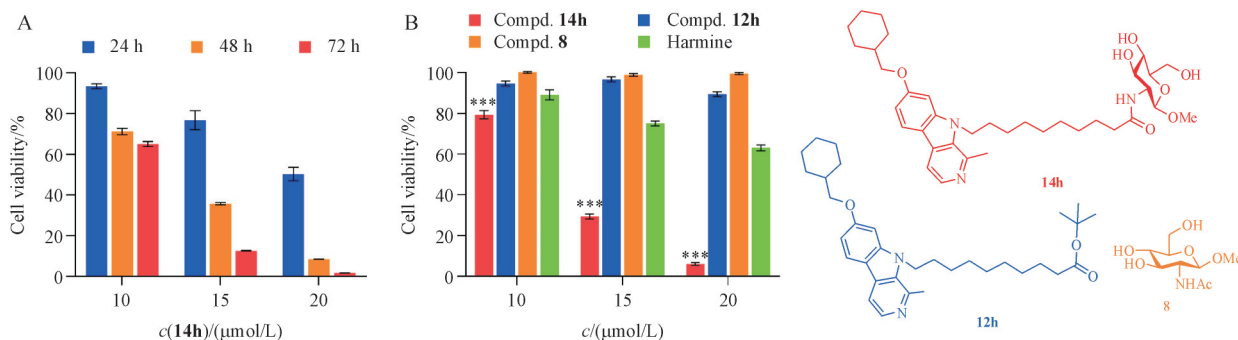 A
24 h 48 h 72 h
Cell viability/%
100
80
60
40
20
0
10 15 20
c(14h)/(μmol/L)
B
Compd. 14h Compd. 12h
Compd. 8 Harmine
Cell viability/%
100
80
60
40
20
0
***
***
***
10 15 20
c/(μmol/L)
O
N
N
HO
HO
OH
O
HN
OMe
O
14h
O
N
N
O
O
12h
OH
HO
HO
O
OMe
NHAc
8